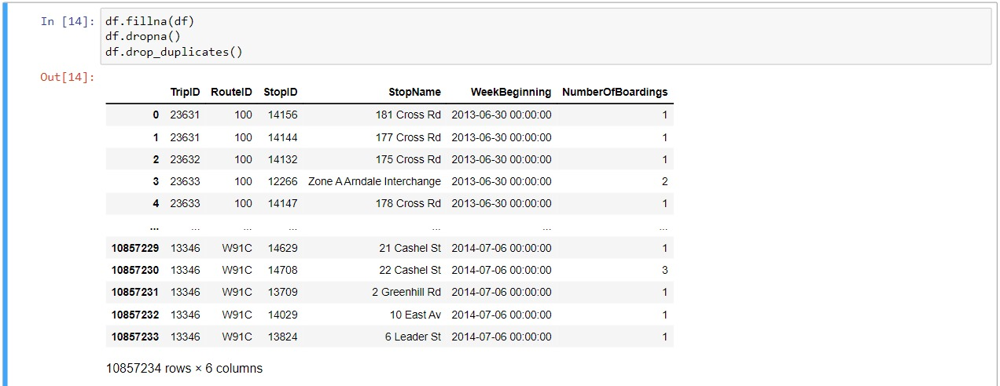 In [14]: df.fillna(df)
df.dropna()
df.drop_duplicates()
Out[14]:
TripID RouteID StopID StopName WeekBeginning NumberOfBoardings
0 23631 100 14156 181 Cross Rd 2013-06-30 00:00:00 1
1 23631 100 14144 177 Cross Rd 2013-06-30 00:00:00 1
2 23632 100 14132 175 Cross Rd 2013-06-30 00:00:00 1
3 23633 100 12266 Zone A Arndale Interchange 2013-06-30 00:00:00 2
4 23633 100 14147 178 Cross Rd 2013-06-30 00:00:00 1
... ... ... ... ... ... ...
10857229 13346 W91C 14629 21 Cashel St 2014-07-06 00:00:00 1
10857230 13346 W91C 14708 22 Cashel St 2014-07-06 00:00:00 3
10857231 13346 W91C 13709 2 Greenhill Rd 2014-07-06 00:00:00 1
10857232 13346 W91C 14029 10 East Av 2014-07-06 00:00:00 1
10857233 13346 W91C 13824 6 Leader St 2014-07-06 00:00:00 1
10857234 rows × 6 columns